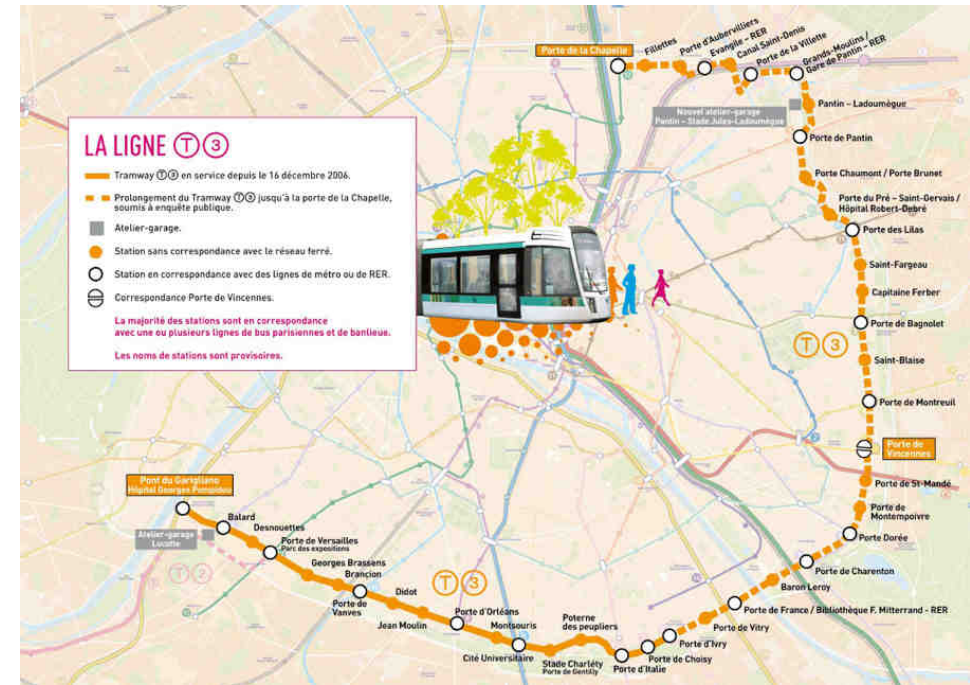 LA LIGNE T 3
Tramway T 3 en service depuis le 16 décembre 2006.
Prolongement du Tramway T 3 jusqu'à la porte de la Chapelle,
soumis à enquête publique.
Atelier-garage.
Station sans correspondance avec le réseau ferré.
Station en correspondance avec des lignes de métro ou de RER.
Correspondance Porte de Vincennes.
La majorité des stations sont en correspondance
avec une ou plusieurs lignes de bus parisiennes et de banlieue.
Les noms de stations sont provisoires.
Porte de la Chapelle
Fillettes
Porte d'Aubervilliers
Evangile – RER
Canal Saint-Denis
Porte de la Villette
Grands-Moulins /
Gare de Pantin – RER
Nouvel atelier-garage
Pantin – Stade Jules-Ladoumègue
Pantin – Ladoumègue
Porte de Pantin
Porte Chaumont / Porte Brunet
Porte du Pré – Saint-Gervais /
Hôpital Robert-Debré
Porte des Lilas
Saint-Fargeau
Capitaine Ferber
Porte de Bagnolet
T 3
Saint-Blaise
Porte de Montreuil
Porte de
Vincennes
Porte de St-Mandé
Porte de
Montempoivre
Porte Dorée
Porte de Charenton
Baron Leroy
Porte de France / Bibliothèque F. Mitterrand - RER
Porte de Vitry
Porte d'Ivry
Porte de Choisy
Porte d'Italie
Poterne
des peupliers
Stade Charléty
Porte de Gentilly
Cité Universitaire
Montsouris
Porte d'Orléans
T 3
Jean Moulin
Didot
Porte de
Vanves
Brançion
Georges Brassens
Porte de Versailles
Parc des expositions
Desnouettes
Balard
Pont du Garigliano
Hôpital Georges Pompidou
Atelier-garage
Lucotte
T 2